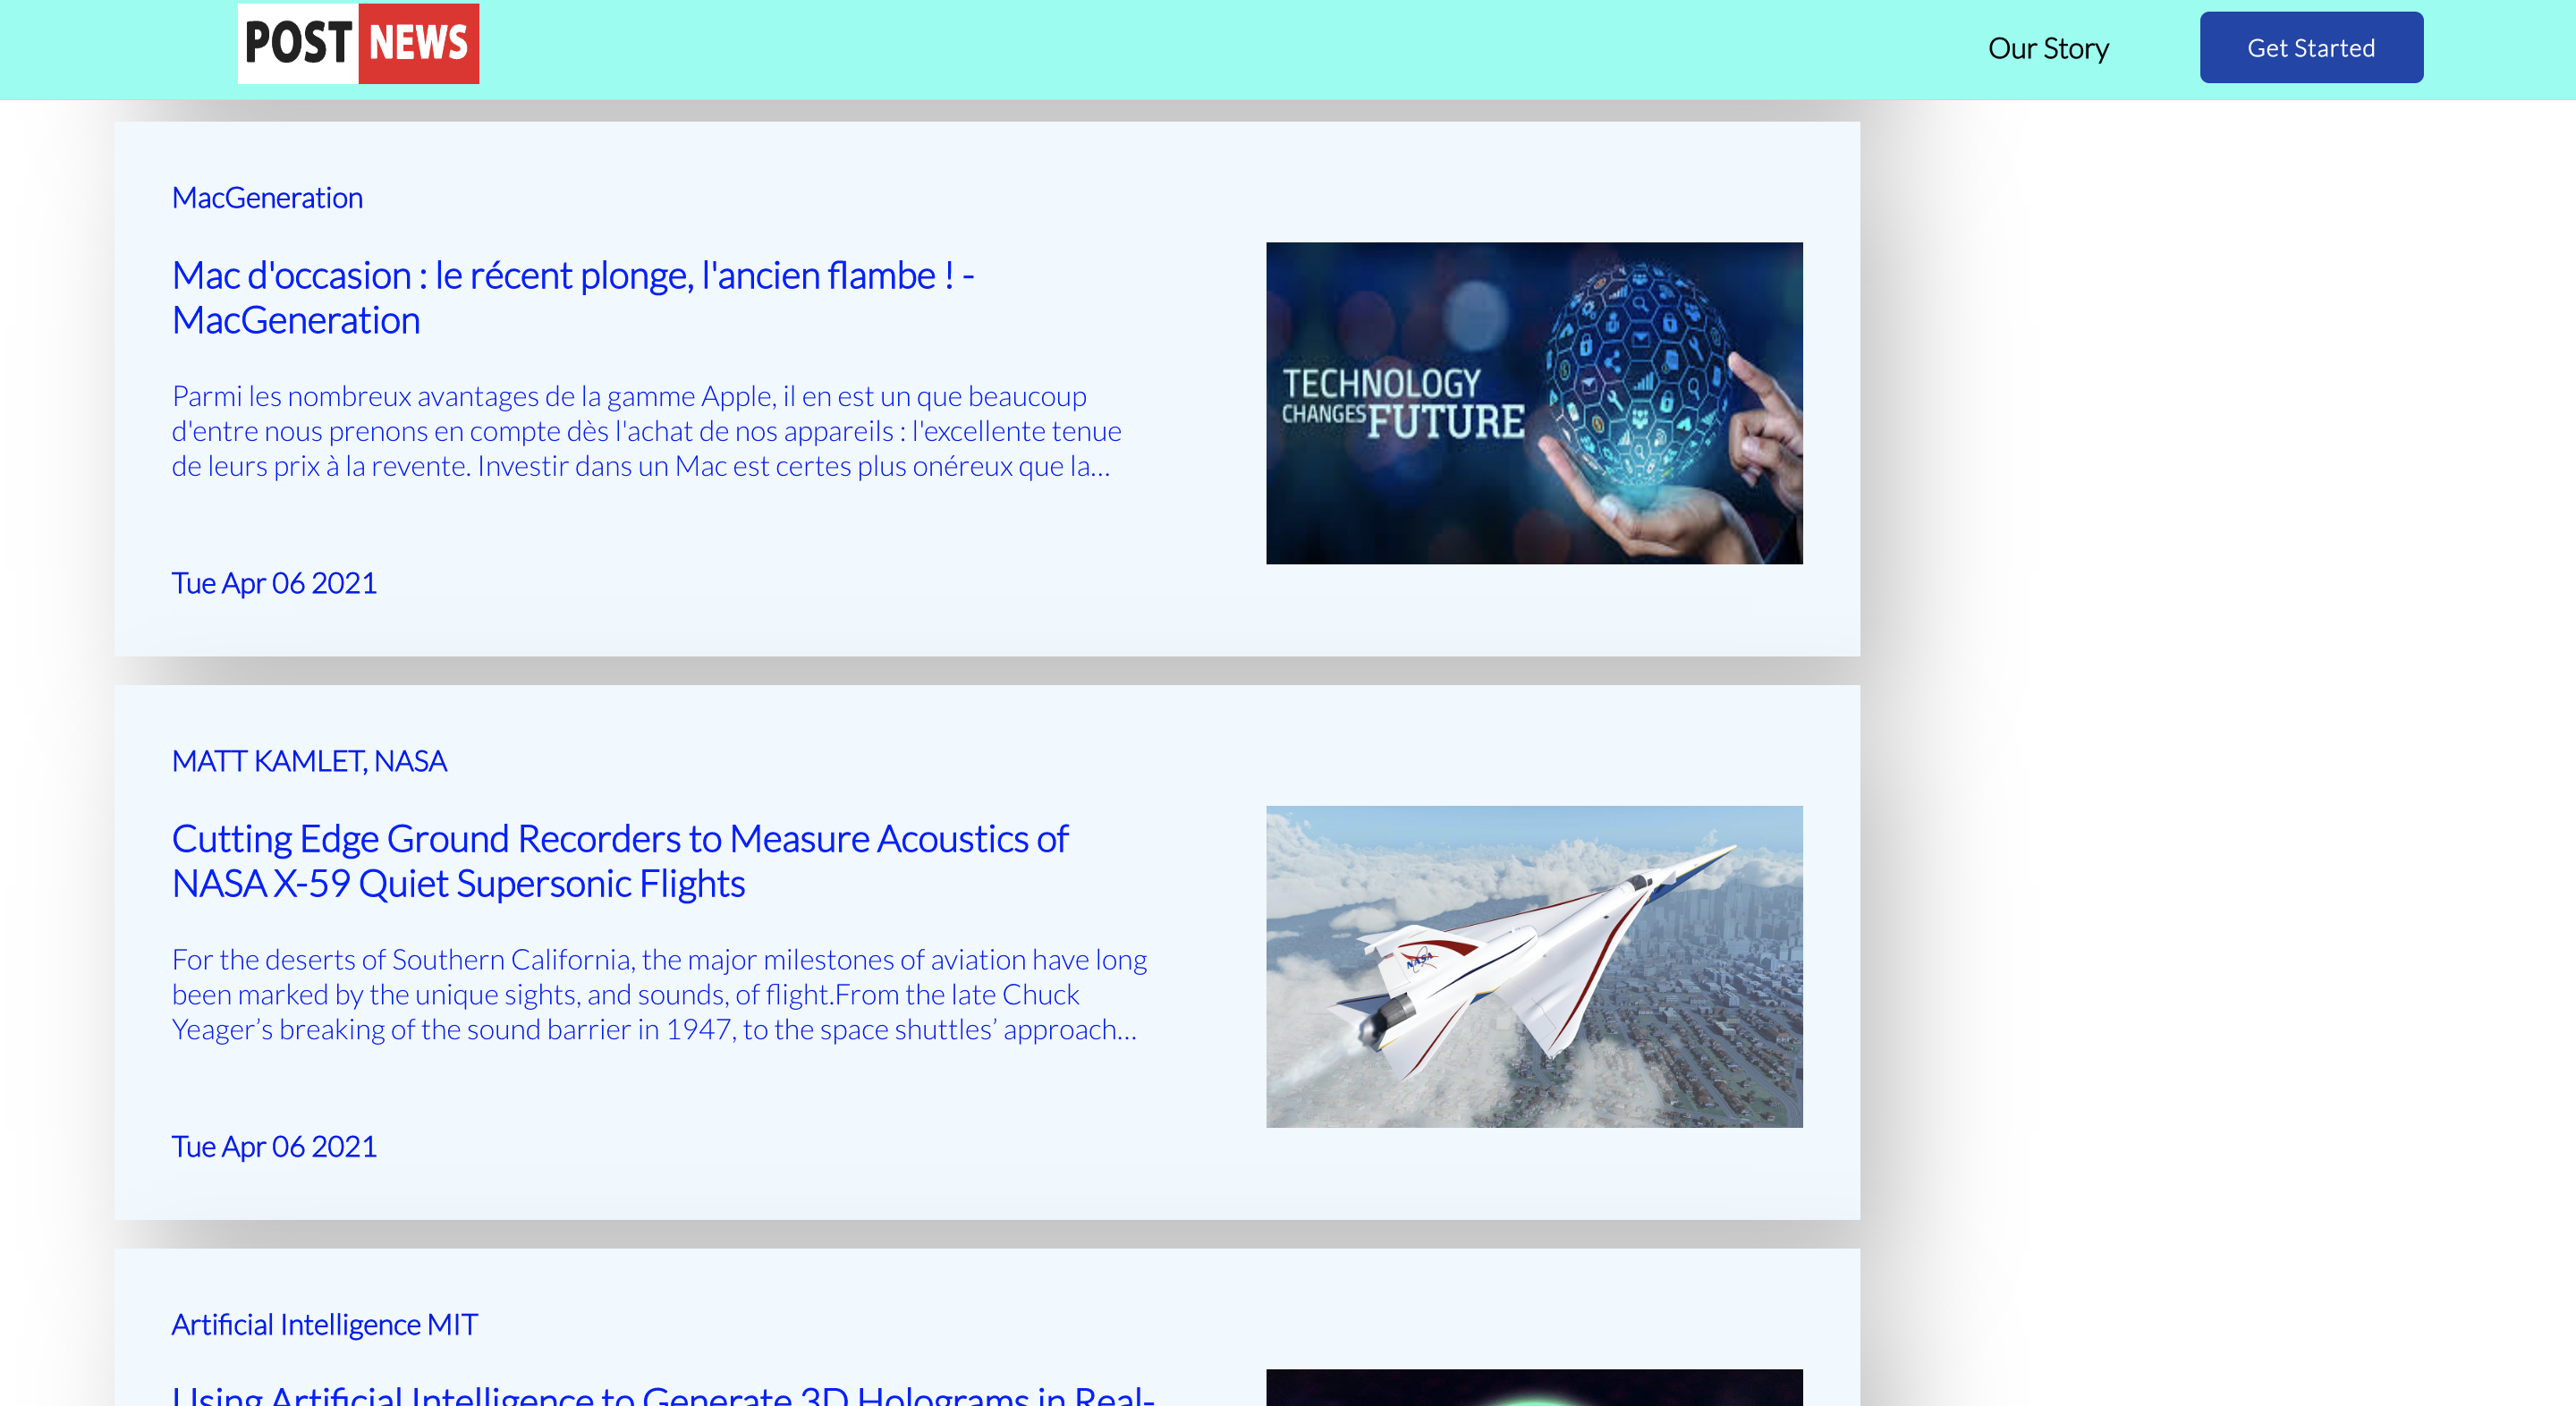 POST NEWS
Our Story
Get Started
MacGeneration
Mac d'occasion : le récent plonge, l'ancien flambe ! -
MacGeneration
Parmi les nombreux avantages de la gamme Apple, il en est un que beaucoup
d'entre nous prenons en compte dès l'achat de nos appareils : l'excellente tenue
de leurs prix à la revente. Investir dans un Mac est certes plus onéreux que la...
Tue Apr 06 2021
TECHNOLOGY
CHANGES FUTURE
MATT KAMLET, NASA
Cutting Edge Ground Recorders to Measure Acoustics of
NASA X-59 Quiet Supersonic Flights
For the deserts of Southern California, the major milestones of aviation have long
been marked by the unique sights, and sounds, of flight.From the late Chuck
Yeager’s breaking of the sound barrier in 1947, to the space shuttles’ approach...
Tue Apr 06 2021
NASA
Artificial Intelligence MIT
Using Artificial Intelligence to Generate 3D Holograms in Real-